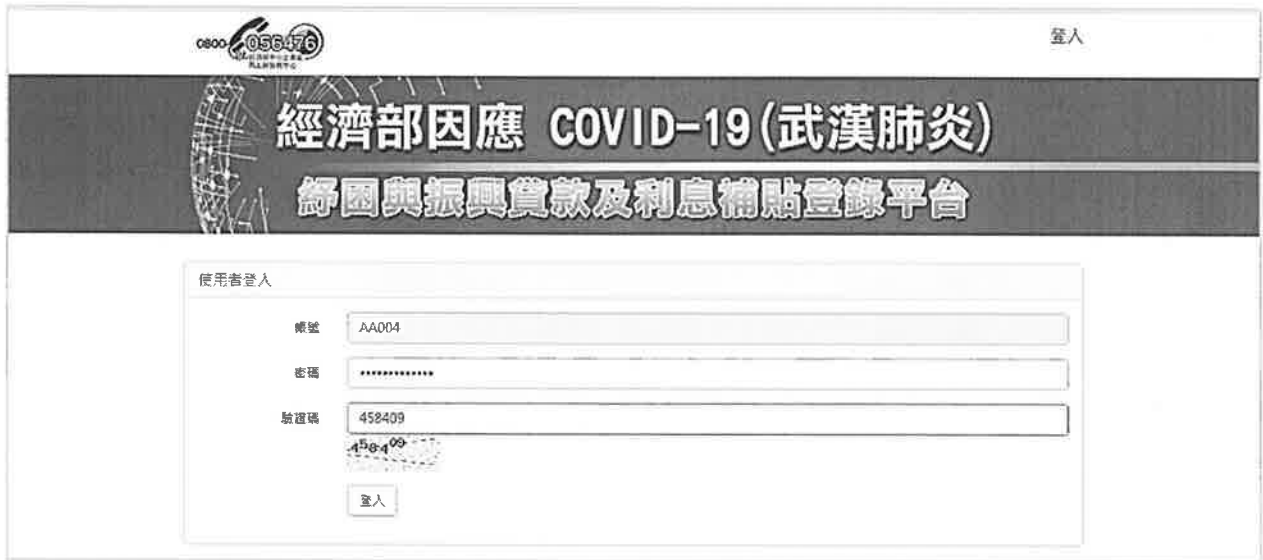 0800-056476
登入
經濟部因應 COVID-19(武漢肺炎)
紓困與振興貸款及利息補貼登錄平台
使用者登入
帳號 AA004
密碼 •••••••••••••
驗證碼 458409
458409
登入